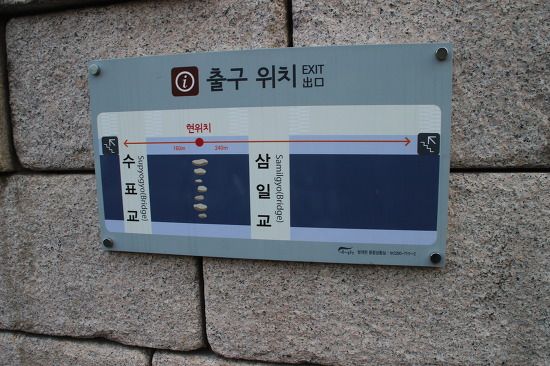 출구 위치 EXIT
出口
현위치
160m 240m
수표교 Supyogyo(Bridge)
삼일교 Samilgyo(Bridge)